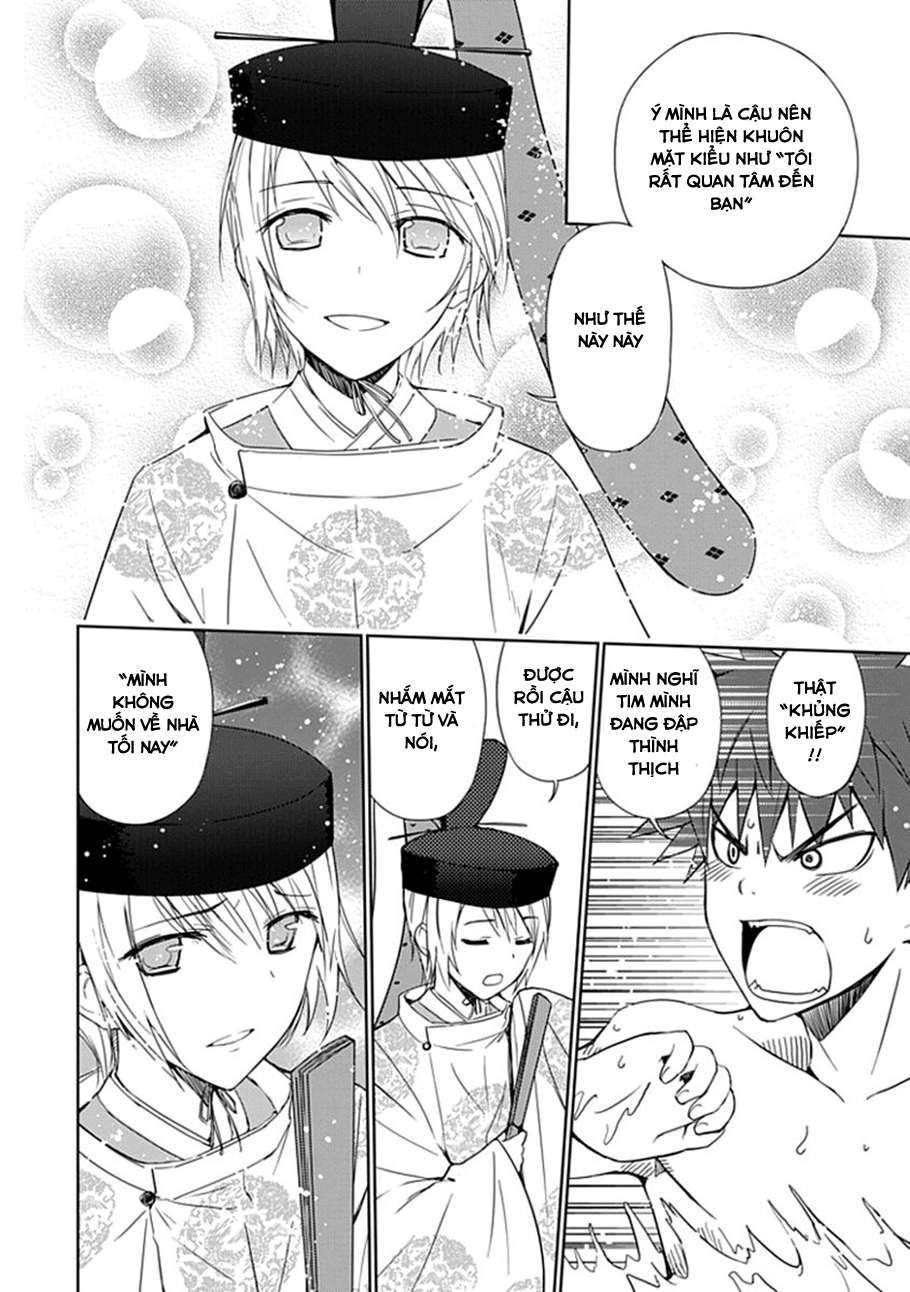 Ý MÌNH LÀ CẬU NÊN
THỂ HIỆN KHUÔN
MẶT KIỂU NHƯ "TÔI
RẤT QUAN TÂM ĐẾN
BẠN"
NHƯ THẾ
NÀY NÀY
THẬT
"KHỦNG
KHIẾP"
!!
MÌNH NGHĨ
TIM MÌNH
ĐANG ĐẬP
THÌNH
THỊCH
ĐƯỢC
RỒI CẬU
THỬ ĐI,
NHẮM MẮT
TỪ TỪ VÀ
NÓI,
"MÌNH
KHÔNG
MUỐN VỀ NHÀ
TỐI NAY"